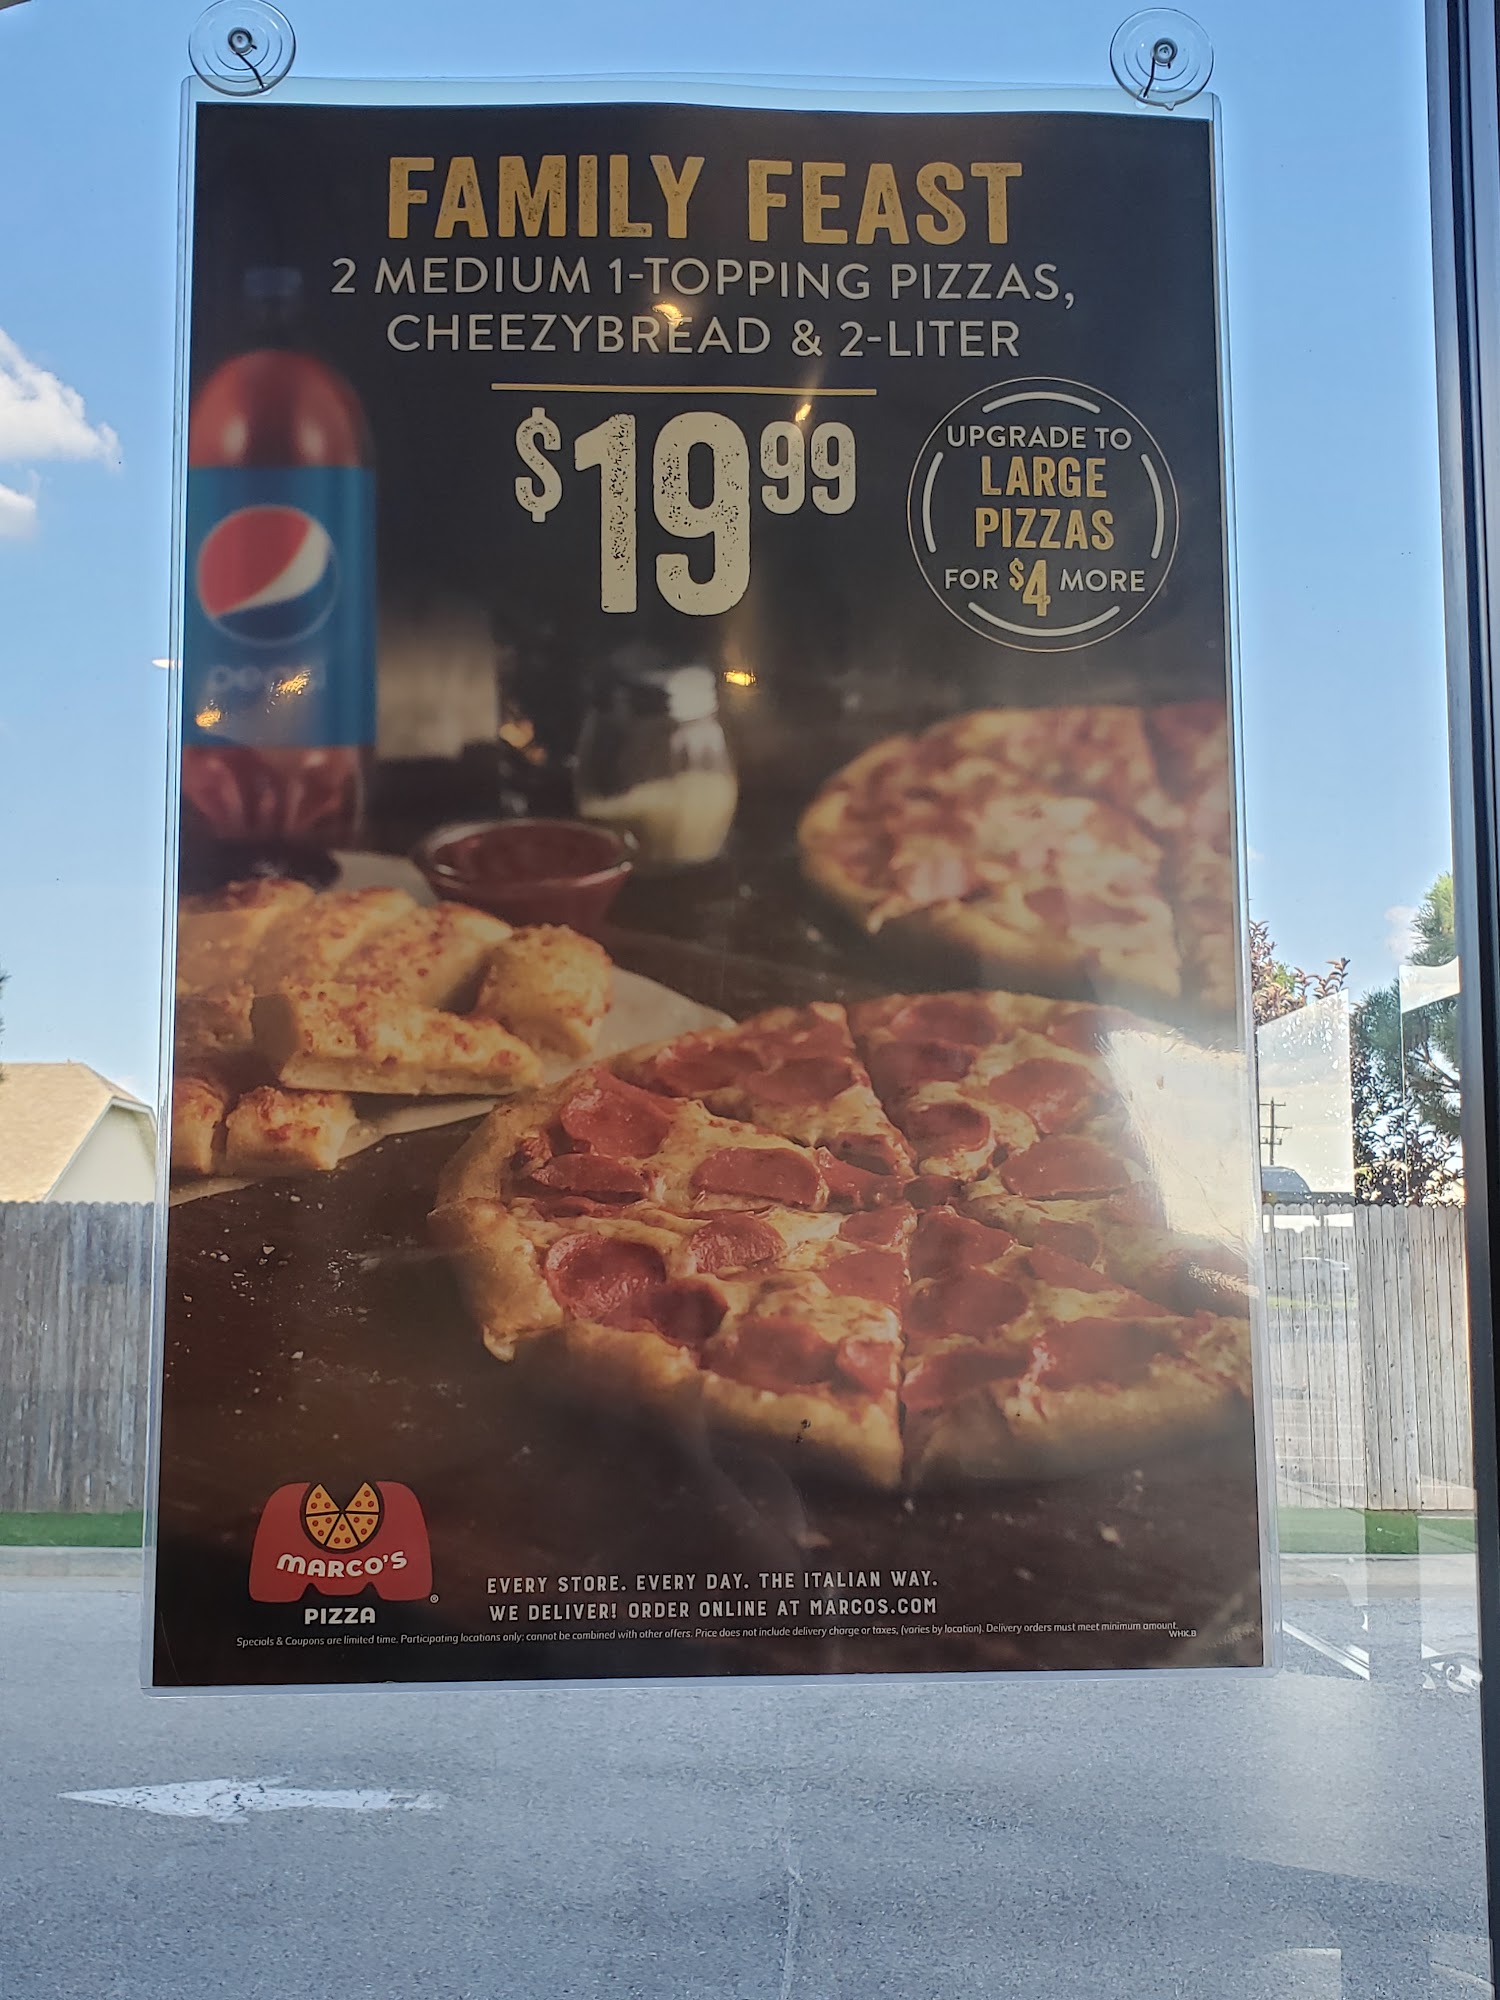 FAMILY FEAST
2 MEDIUM 1-TOPPING PIZZAS,
CHEEZYBREAD & 2-LITER
$19.99
UPGRADE TO
LARGE
PIZZAS
FOR $4 MORE
pepsi
MARCO'S
PIZZA
EVERY STORE. EVERY DAY. THE ITALIAN WAY.
WE DELIVER! ORDER ONLINE AT MARCOS.COM
Specials & Coupons are limited time. Participating locations only; cannot be combined with other offers. Price does not include delivery charge or taxes, (varies by location). Delivery orders must meet minimum amount.
WHK.B